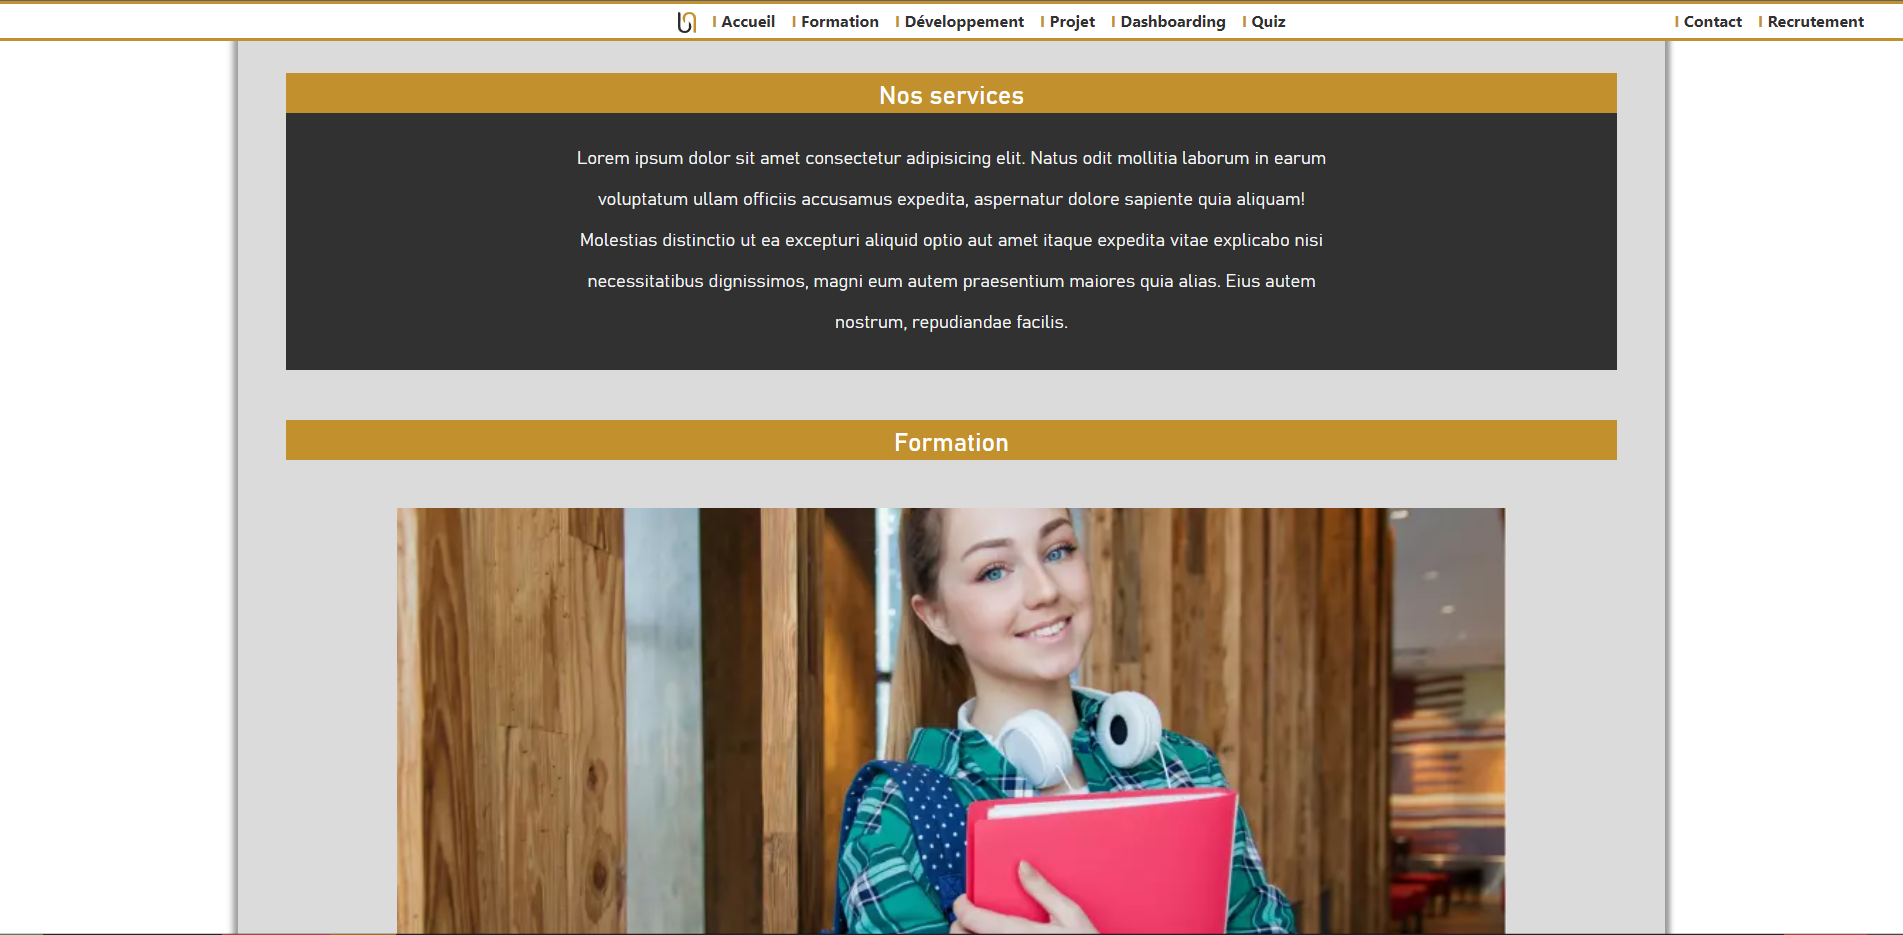 Accueil Formation Développement Projet Dashboarding Quiz Contact Recrutement
Nos services
Lorem ipsum dolor sit amet consectetur adipisicing elit. Natus odit mollitia laborum in earum
voluptatum ullam officiis accusamus expedita, aspernatur dolore sapiente quia aliquam!
Molestias distinctio ut ea excepturi aliquid optio aut amet itaque expedita vitae explicabo nisi
necessitatibus dignissimos, magni eum autem praesentium maiores quia alias. Eius autem
nostrum, repudiandae facilis.
Formation